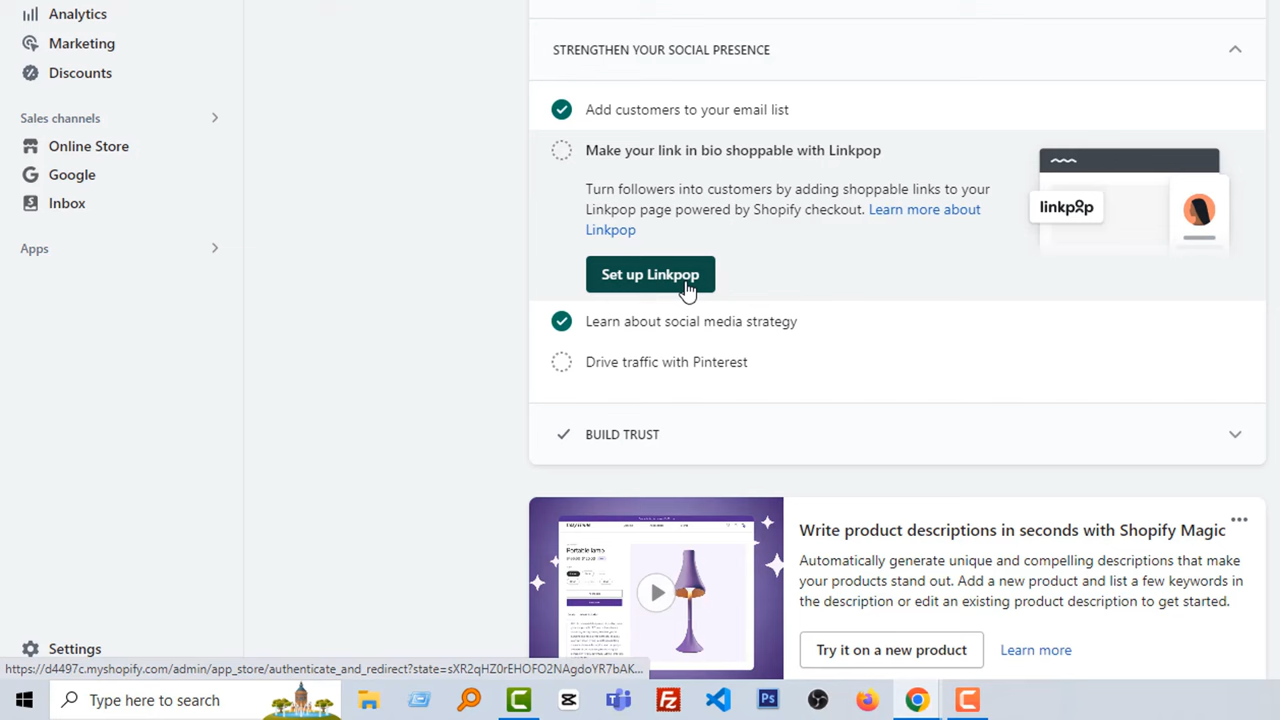 Analytics
Marketing
Discounts
Sales channels
Online Store
Google
Inbox
Apps
Settings
STRENGTHEN YOUR SOCIAL PRESENCE
Add customers to your email list
Make your link in bio shoppable with Linkpop
Turn followers into customers by adding shoppable links to your
Linkpop page powered by Shopify checkout. Learn more about
Linkpop
Set up Linkpop
linkpop
Learn about social media strategy
Drive traffic with Pinterest
BUILD TRUST
Portable lamp
Write product descriptions in seconds with Shopify Magic
Automatically generate unique and compelling descriptions that make
your products stand out. Add a new product and list a few keywords in
the description or edit an existing product description to get started.
Try it on a new product
Learn more
https://d4497c.myshopify.com/admin/app_store/authenticate_and_redirect?state=sXR2qHZ0rEHOFO2NAgdoYR7bAK...
Type here to search